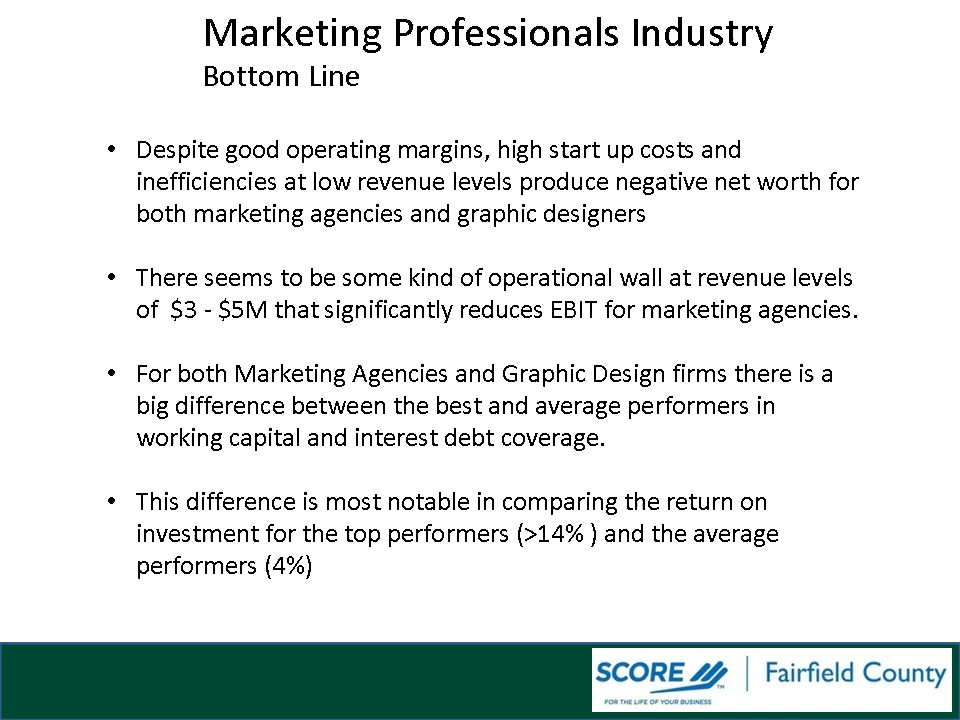 Marketing Professionals Industry
Bottom Line
• Despite good operating margins, high start up costs and
inefficiencies at low revenue levels produce negative net worth for
both marketing agencies and graphic designers
• There seems to be some kind of operational wall at revenue levels
of  $3 - $5M that significantly reduces EBIT for marketing agencies.
• For both Marketing Agencies and Graphic Design firms there is a
big difference between the best and average performers in
working capital and interest debt coverage.
• This difference is most notable in comparing the return on
investment for the top performers (>14% ) and the average
performers (4%)
SCORE™ | Fairfield County
FOR THE LIFE OF YOUR BUSINESS